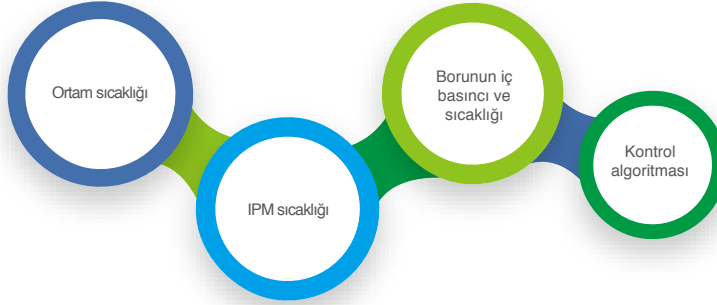 Ortam sıcaklığı
IPM sıcaklığı
Borunun iç
basıncı ve
sıcaklığı
Kontrol
algoritması